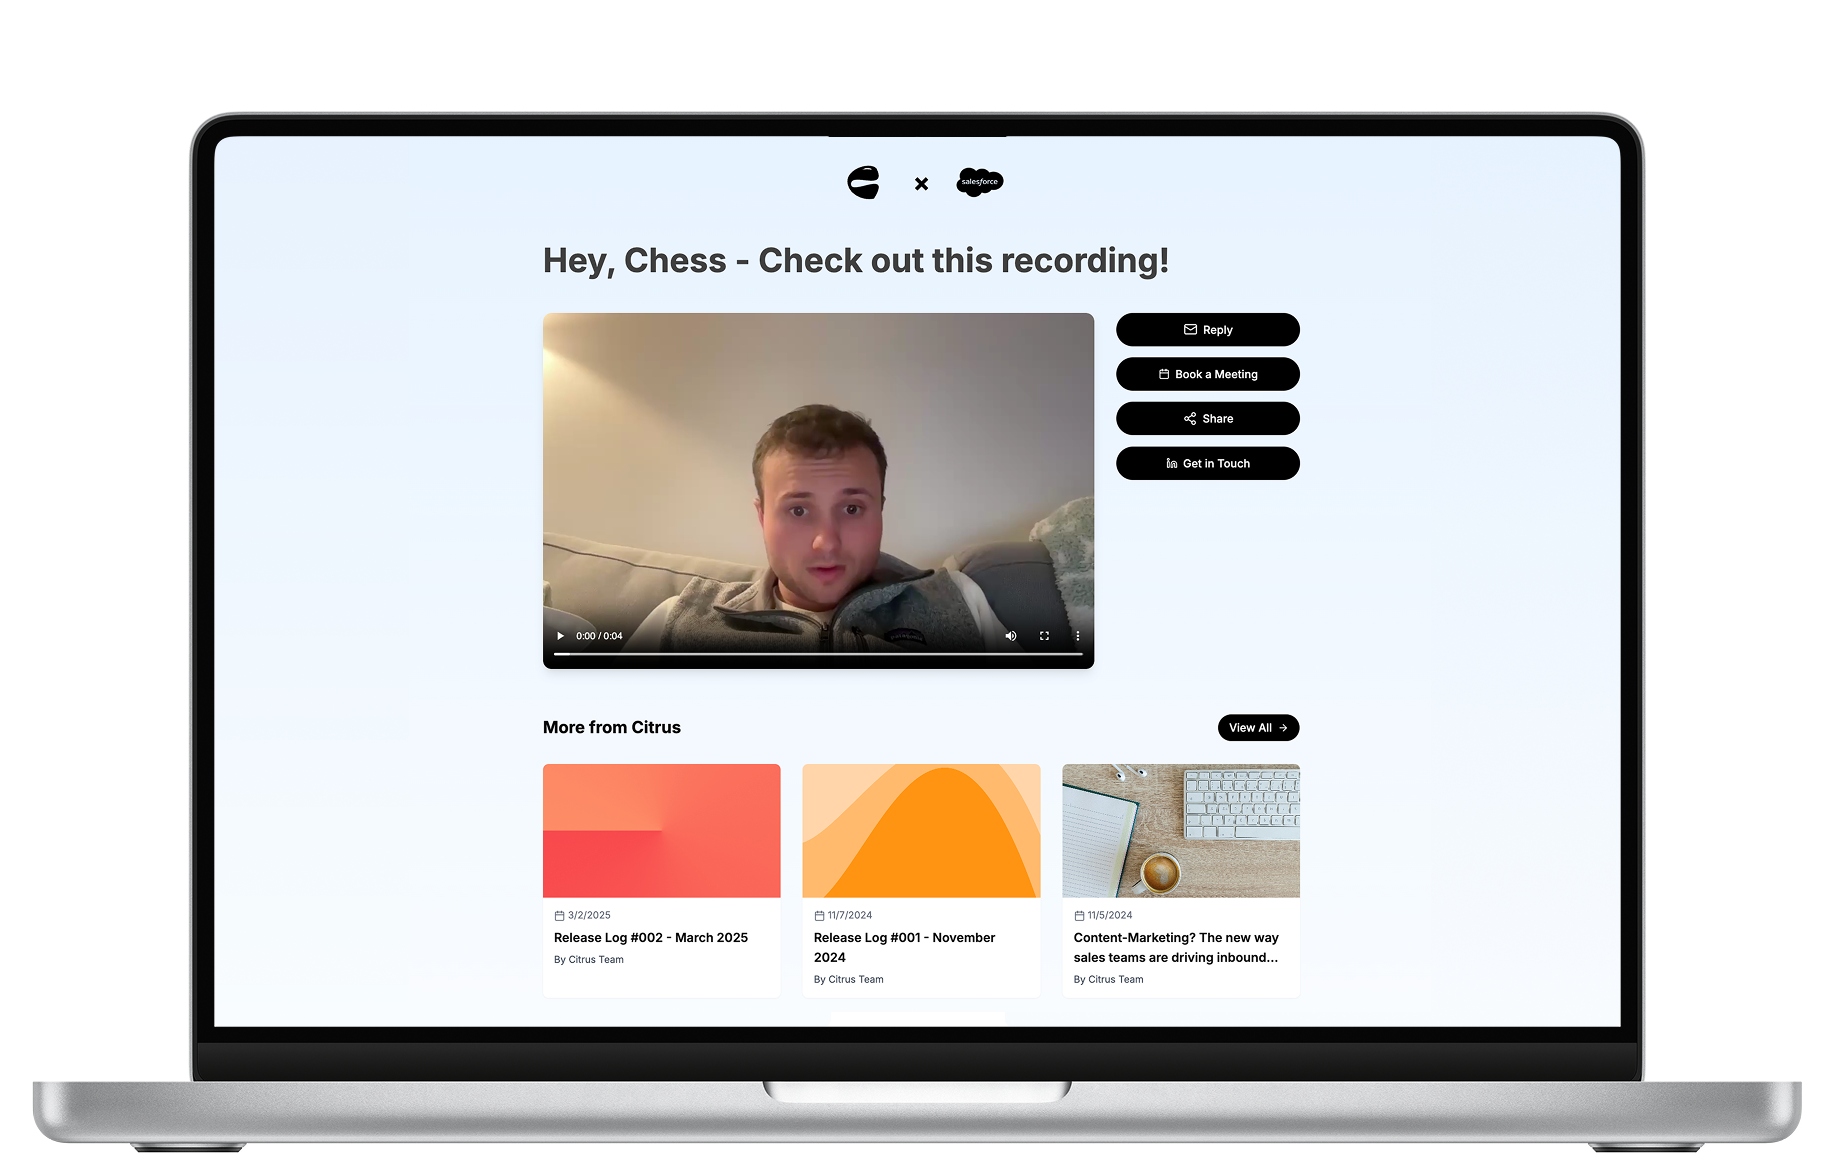 salesforce
Hey, Chess - Check out this recording!
Reply
Book a Meeting
Share
Get in Touch
0:00 / 0:04
More from Citrus
View All
3/2/2025
Release Log #002 - March 2025
By Citrus Team
11/7/2024
Release Log #001 - November
2024
By Citrus Team
11/5/2024
Content-Marketing? The new way
sales teams are driving inbound...
By Citrus Team